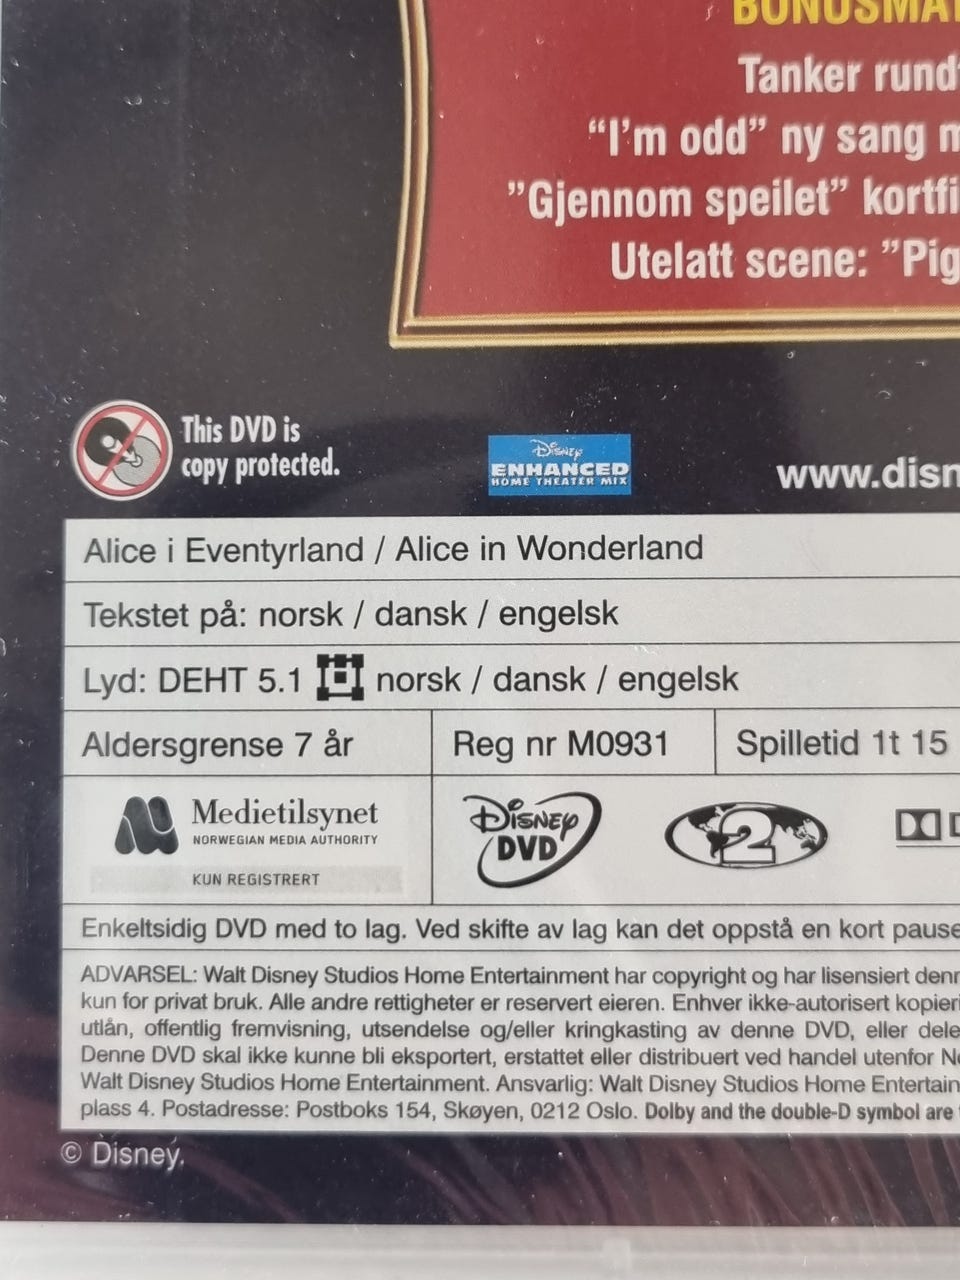 BONUSMA
Tanker rund
“I’m odd” ny sang
”Gjennom speilet” kortfi
Utelatt scene: ”Pig
This DVD is
copy protected.
Disney
ENHANCED
HOME THEATER MIX
www.disn
Alice i Eventyrland / Alice in Wonderland
Tekstet på: norsk / dansk / engelsk
Lyd: DEHT 5.1 norsk / dansk / engelsk
Aldersgrense 7 år
Reg nr M0931
Spilletid 1t 15
Medietilsynet
NORWEGIAN MEDIA AUTHORITY
KUN REGISTRERT
Disney
DVD
2
Enkeltsidig DVD med to lag. Ved skifte av lag kan det oppstå en kort pause
ADVARSEL: Walt Disney Studios Home Entertainment har copyright og har lisensiert denn
kun for privat bruk. Alle andre rettigheter er reservert eieren. Enhver ikke-autorisert kopieri
utlån, offentlig fremvisning, utsendelse og/eller kringkasting av denne DVD, eller dele
Denne DVD skal ikke kunne bli eksportert, erstattet eller distribuert ved handel utenfor No
Walt Disney Studios Home Entertainment. Ansvarlig: Walt Disney Studios Home Entertain
plass 4. Postadresse: Postboks 154, Skøyen, 0212 Oslo. Dolby and the double-D symbol are
© Disney.